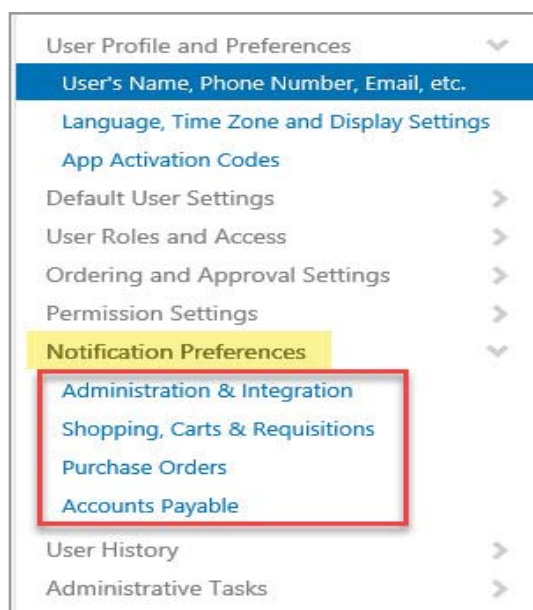 User Profile and Preferences
User's Name, Phone Number, Email, etc.
Language, Time Zone and Display Settings
App Activation Codes
Default User Settings
User Roles and Access
Ordering and Approval Settings
Permission Settings
Notification Preferences
Administration & Integration
Shopping, Carts & Requisitions
Purchase Orders
Accounts Payable
User History
Administrative Tasks